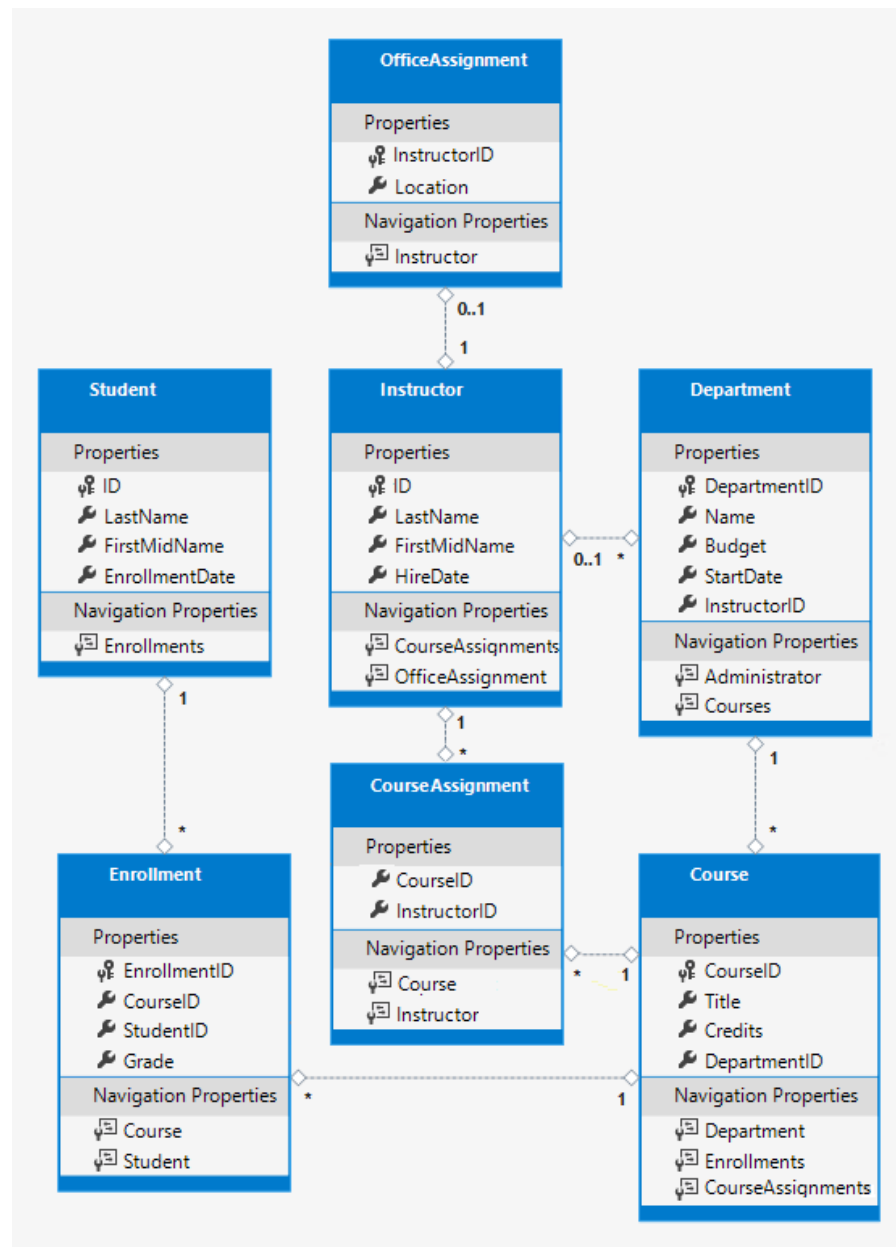 OfficeAssignment
Properties
InstructorID
Location
Navigation Properties
Instructor
0..1
1
Student
Properties
ID
LastName
FirstMidName
EnrollmentDate
Navigation Properties
Enrollments
1
*
Instructor
Properties
ID
LastName
FirstMidName
HireDate
Navigation Properties
CourseAssignments
OfficeAssignment
0..1 *
1
*
Department
Properties
DepartmentID
Name
Budget
StartDate
InstructorID
Navigation Properties
Administrator
Courses
1
*
CourseAssignment
Properties
CourseID
InstructorID
Navigation Properties
Course
Instructor
* 1
Enrollment
Properties
EnrollmentID
CourseID
StudentID
Grade
Navigation Properties
Course
Student
* 1
Course
Properties
CourseID
Title
Credits
DepartmentID
Navigation Properties
Department
Enrollments
CourseAssignments